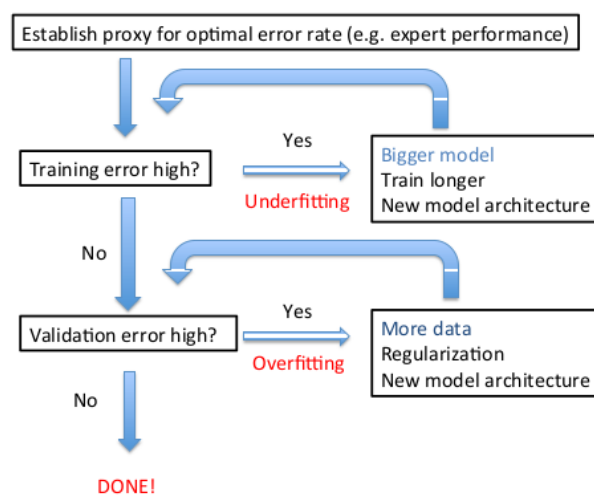 Establish proxy for optimal error rate (e.g. expert performance)
Training error high?
Yes
Underfitting
Bigger model
Train longer
New model architecture
No
Validation error high?
Yes
Overfitting
More data
Regularization
New model architecture
No
DONE!